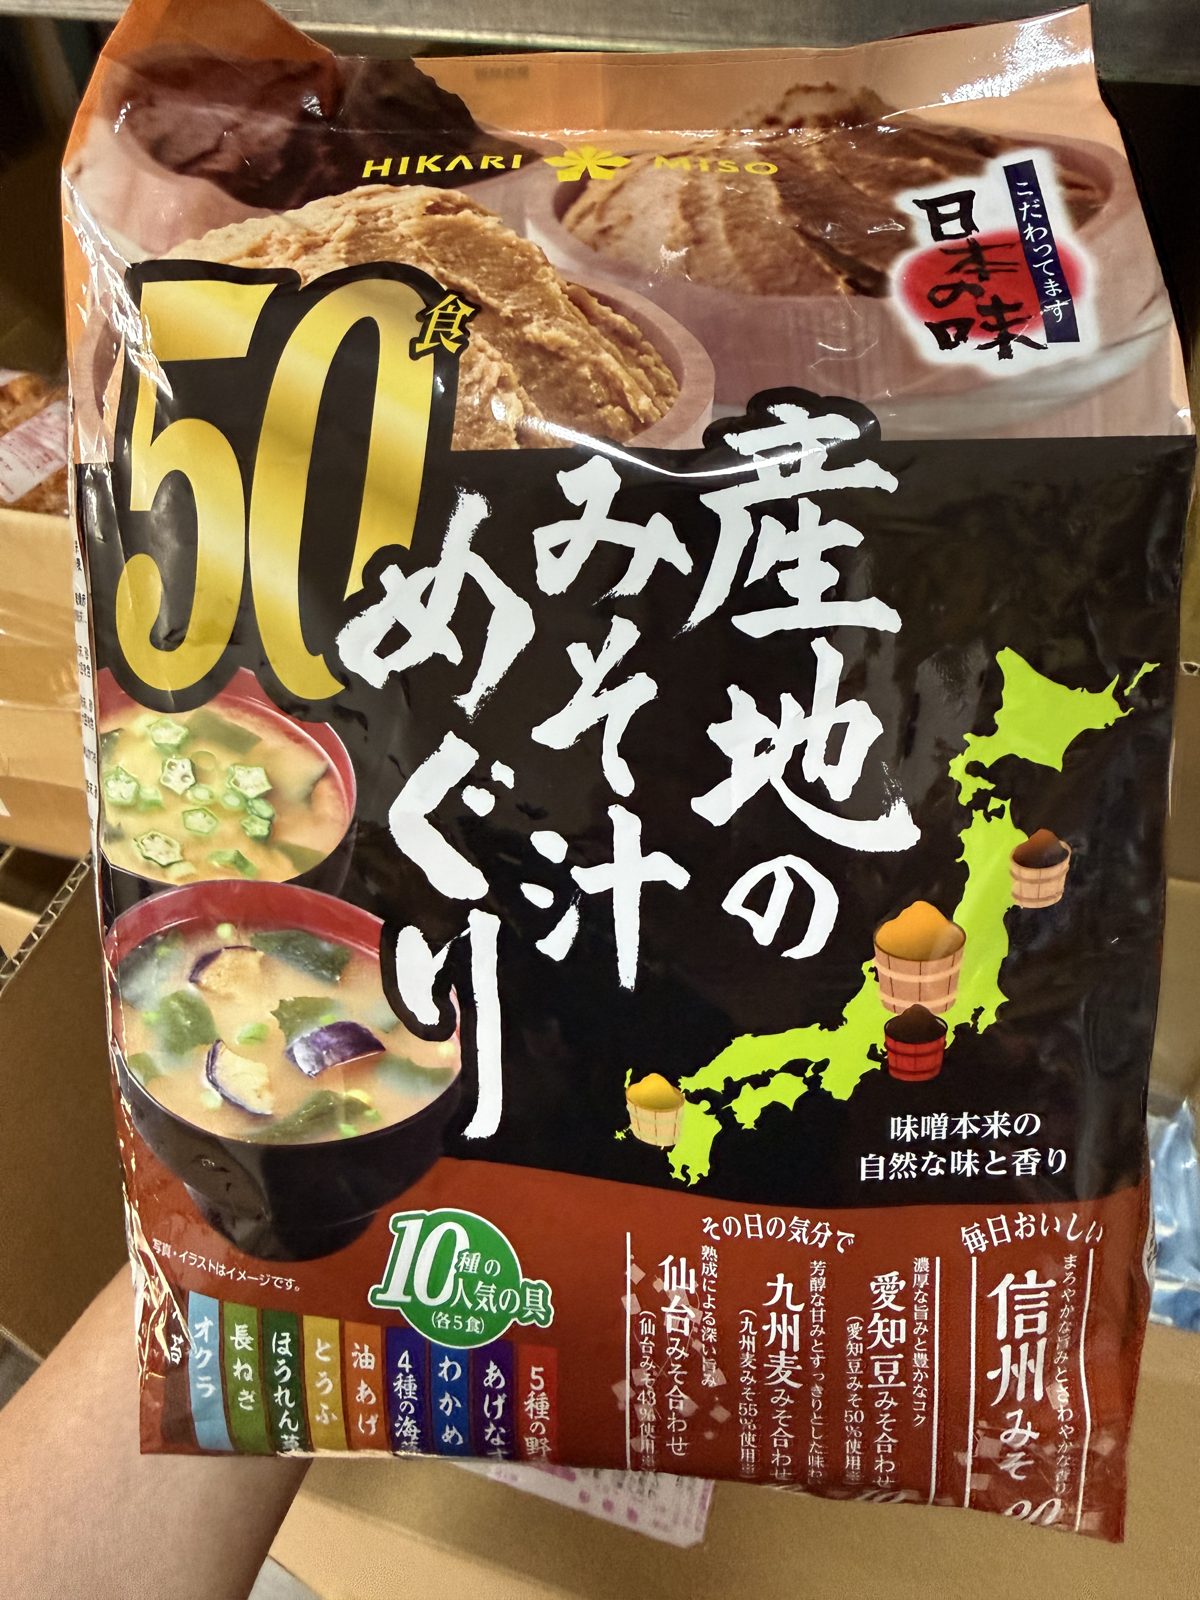 HIKARI MISO
こだわってます
日本の味
50食
産地の
みそ汁
めぐり
味噌本来の
自然な味と香り
写真・イラストはイメージです。
10種の
人気の具
(各5食)
毎日おいしい
まろやかな旨みとさわやかな香り
信州みそ
その日の気分で
濃厚な旨みと豊かなコク
愛知豆みそ合わせ
(愛知豆みそ50%使用※)
芳醇な甘みとすっきりとした味わ
九州麦みそ合わせ
(九州麦みそ55%使用※)
熟成による深い旨み
仙台みそ合わせ
(仙台みそ43%使用※)
5種の野
あげなす
わかめ
4種の海藻
油あげ
とうふ
ほうれん草
長ねぎ
オクラ